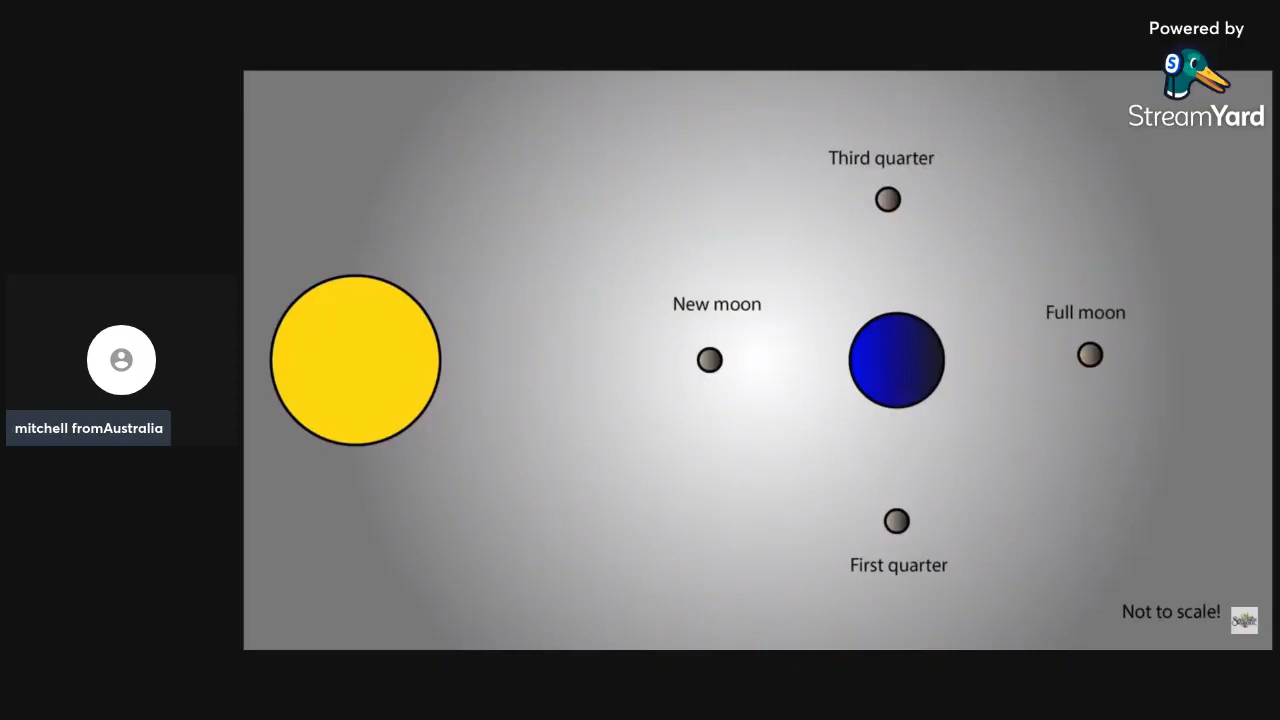 Powered by
S
StreamYard
Third quarter
New moon
Full moon
mitchell fromAustralia
First quarter
Not to scale!